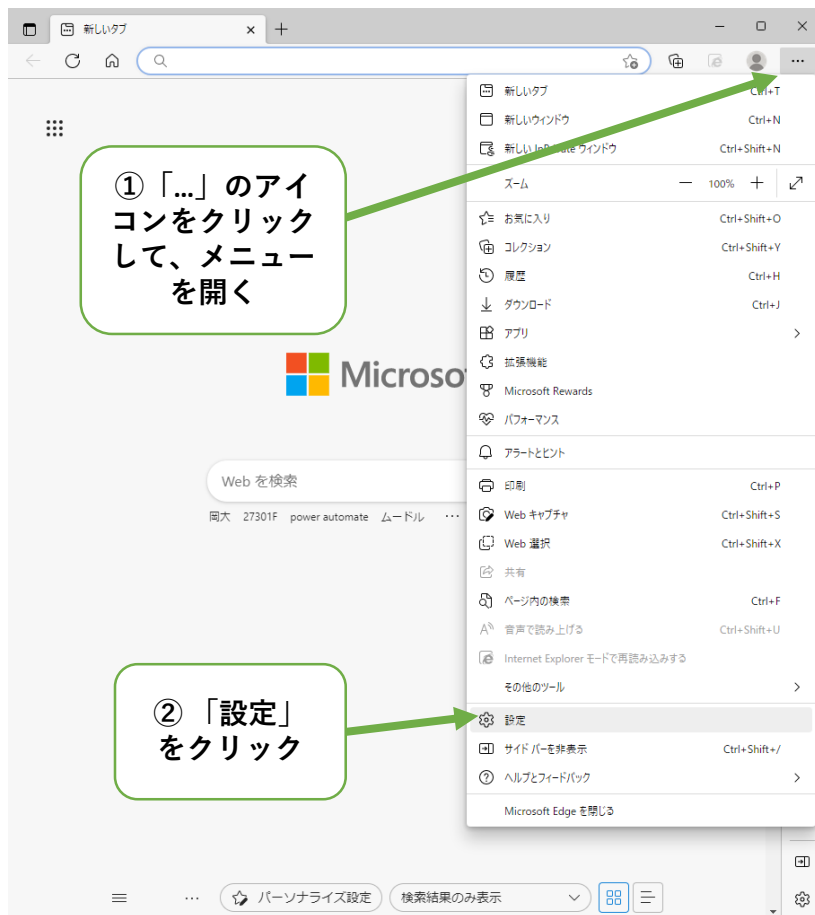 新しいタブ
新しいタブ Ctrl+T
新しいウィンドウ Ctrl+N
新しい InPrivate ウィンドウ Ctrl+Shift+N
ズーム 100%
お気に入り Ctrl+Shift+O
コレクション Ctrl+Shift+Y
履歴 Ctrl+H
ダウンロード Ctrl+J
アプリ
拡張機能
Microsoft Rewards
パフォーマンス
アラートとヒント
印刷 Ctrl+P
Web キャプチャ Ctrl+Shift+S
Web 選択 Ctrl+Shift+X
共有
ページ内の検索 Ctrl+F
音声で読み上げる Ctrl+Shift+U
Internet Explorer モードで再読み込みする
その他のツール
設定
サイド バーを非表示 Ctrl+Shift+/
ヘルプとフィードバック
Microsoft Edge を閉じる
①「...」のアイ
コンをクリック
して、メニュー
を開く
Microso
Web を検索
岡大 27301F power automate ムードル ...
② 「設定」
をクリック
パーソナライズ設定 検索結果のみ表示